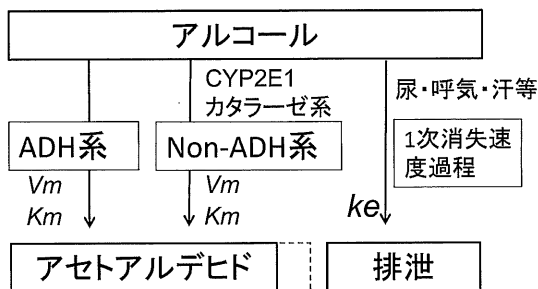 アルコール
CYP2E1
カタラーゼ系
尿・呼気・汗等
ADH系
Non-ADH系
1次消失速
度過程
Vm
Km
Vm
Km
ke
アセトアルデヒド
排泄